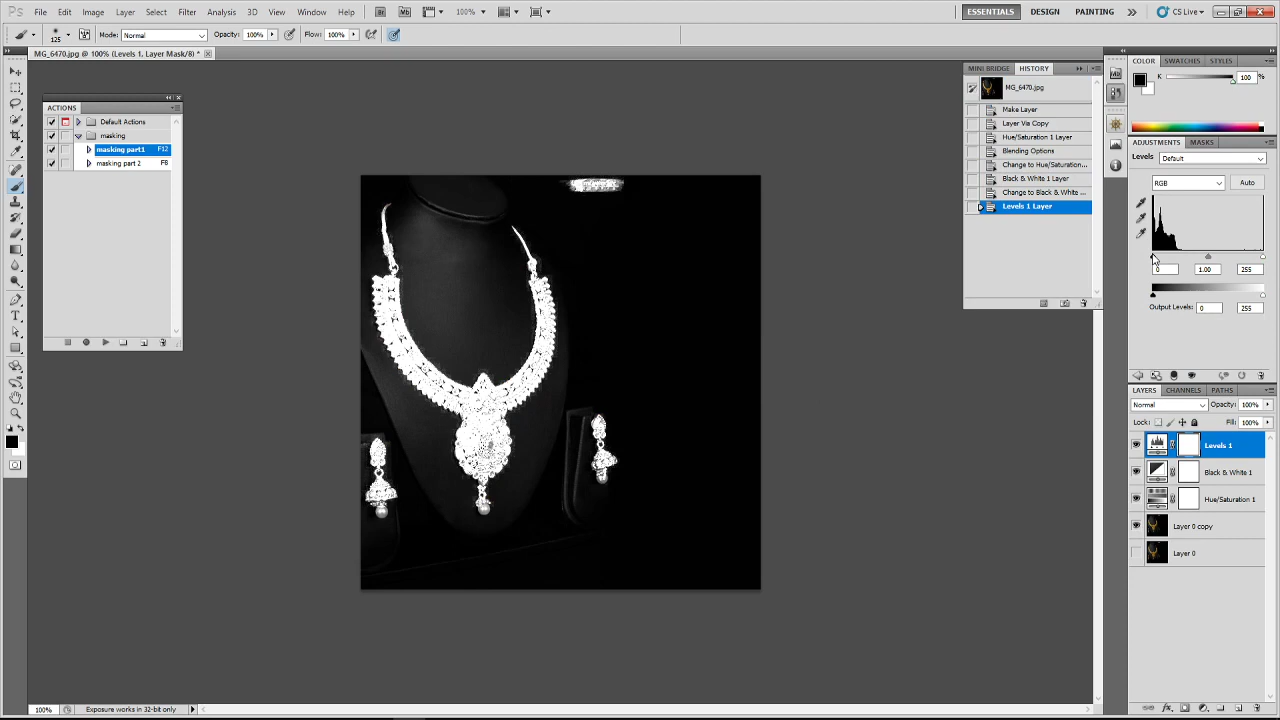 Ps File Edit Image Layer Select Filter Analysis 3D View Window Help Br Mb 100% ESSENTIALS DESIGN PAINTING CS Live
125 Mode: Normal Opacity: 100% Flow: 100%
MG_6470.jpg @ 100% (Levels 1, Layer Mask/8) *
ACTIONS
Default Actions
masking
masking part1 F12
masking part 2 F8
MINI BRIDGE HISTORY
MG_6470.jpg
Make Layer
Layer Via Copy
Hue/Saturation 1 Layer
Blending Options
Change to Hue/Saturation...
Black & White 1 Layer
Change to Black & White ...
Levels 1 Layer
COLOR SWATCHES STYLES
K 100 %
ADJUSTMENTS MASKS
Levels Default
RGB Auto
0 1.00 255
Output Levels: 0 255
LAYERS CHANNELS PATHS
Normal Opacity: 100%
Lock: Fill: 100%
Levels 1
Black & White 1
Hue/Saturation 1
Layer 0 copy
Layer 0
100% Exposure works in 32-bit only